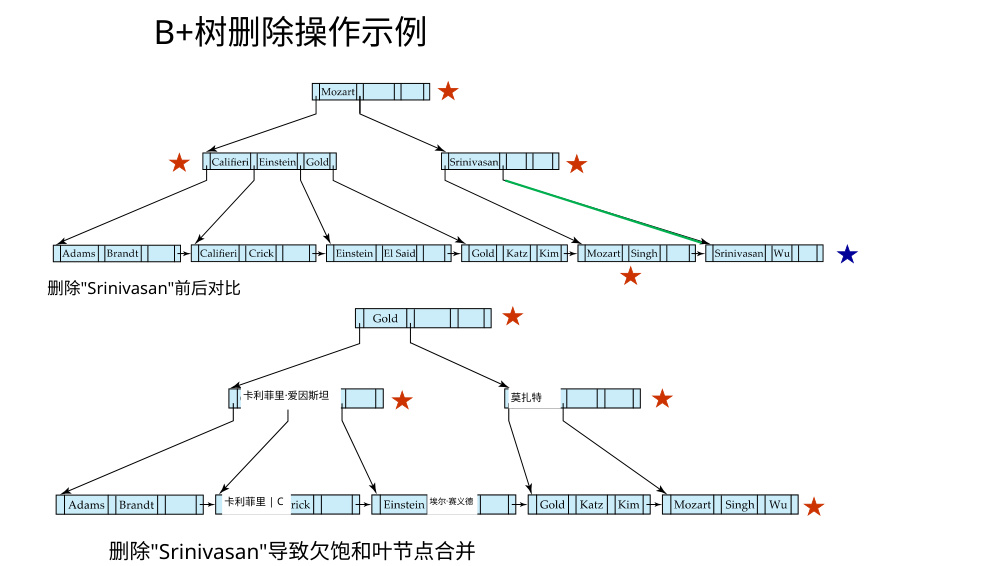 B+树删除操作示例
Mozart
Califieri Einstein Gold
Srinivasan
Adams Brandt
Califieri Crick
Einstein El Said
Gold Katz Kim
Mozart Singh
Srinivasan Wu
删除"Srinivasan"前后对比
Gold
卡利菲里·爱因斯坦
莫扎特
Adams Brandt
卡利菲里 | C rick
Einstein 埃尔·赛义德
Gold Katz Kim
Mozart Singh Wu
删除"Srinivasan"导致欠饱和叶节点合并